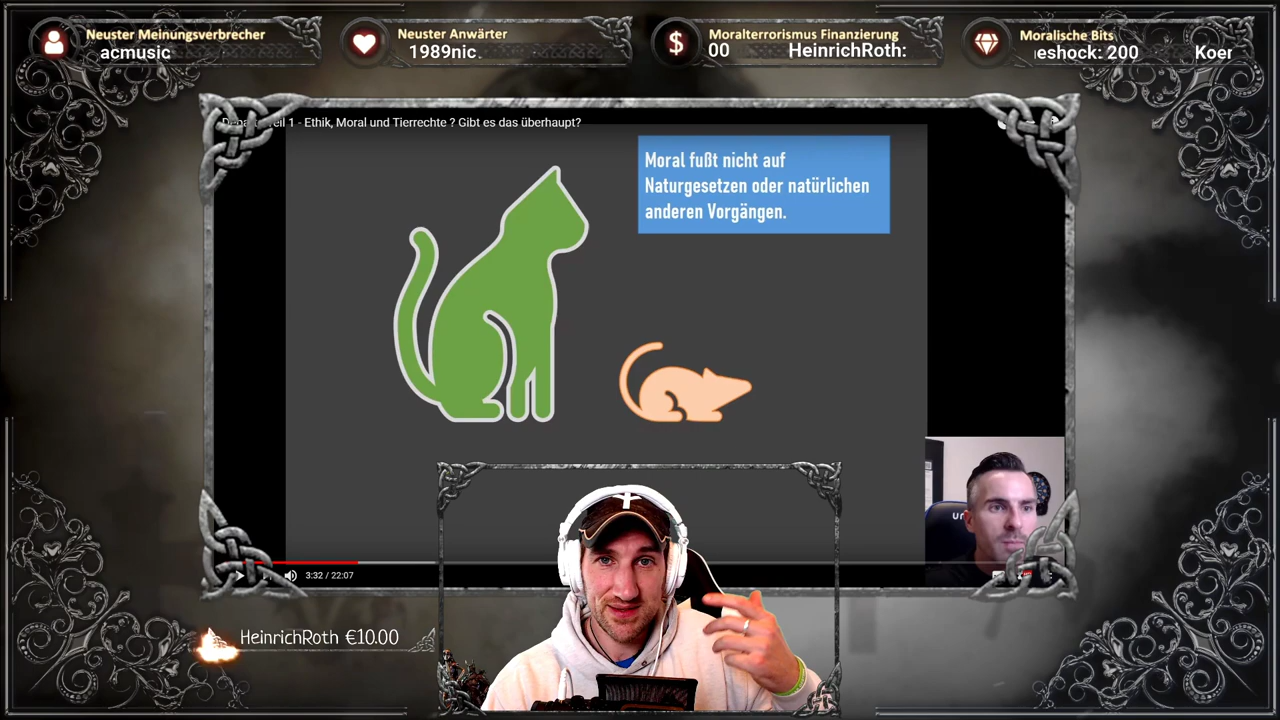 Neuster Meinungsverbrecher
acmusic
Neuster Anwärter
1989nic
Moralterrorismus Finanzierung
00 HeinrichRoth:
Moralische Bits
eshock: 200 Koer
1 - Ethik, Moral und Tierrechte ? Gibt es das überhaupt?
Moral fußt nicht auf
Naturgesetzen oder natürlichen
anderen Vorgängen.
3:32 / 22:07
HeinrichRoth €10.00